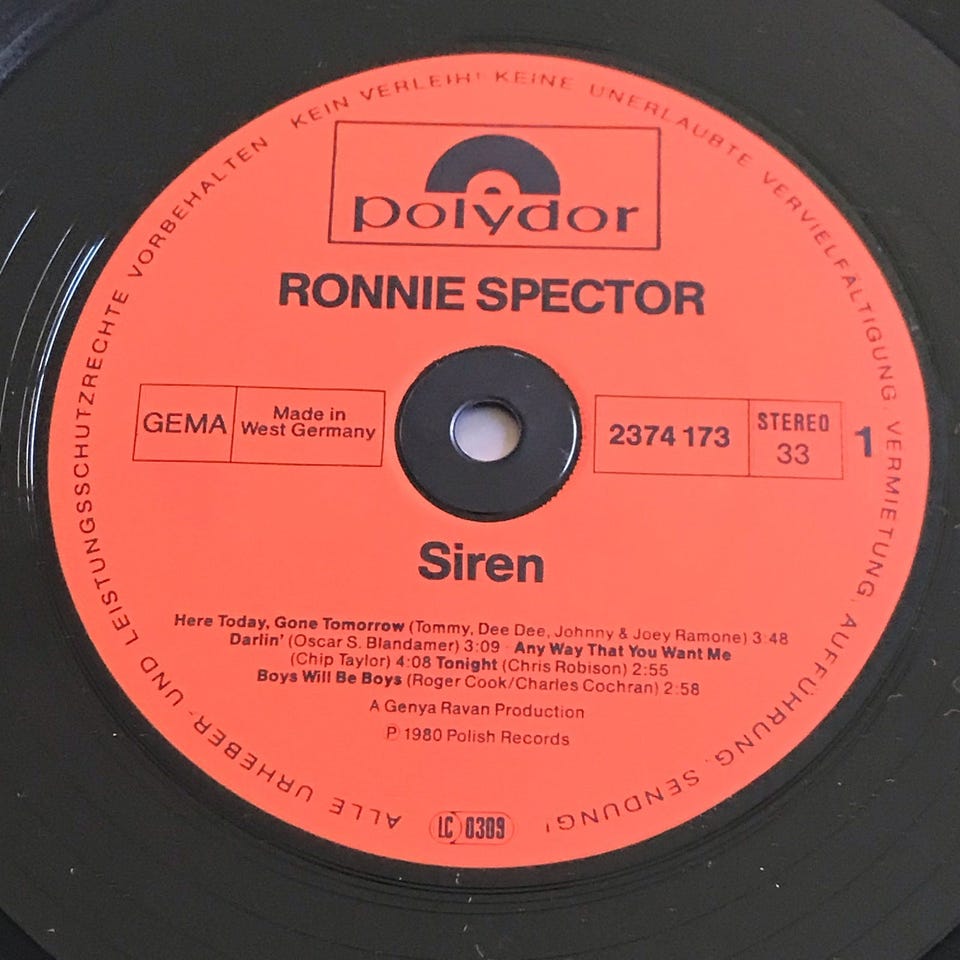 ALLE URHEBER- UND LEISTUNGSSCHUTZRECHTE VORBEHALTEN KEIN VERLEIH! KEINE UNERLAUBTE VERVIELFÄLTIGUNG, VERMIETUNG, AUFFÜHRUNG, SENDUNG!
polydor
RONNIE SPECTOR
GEMA
Made in
West Germany
2374 173
STEREO
33
1
Siren
Here Today, Gone Tomorrow (Tommy, Dee Dee, Johnny & Joey Ramone) 3:48
Darlin' (Oscar S. Blandamer) 3:09 · Any Way That You Want Me
(Chip Taylor) 4:08 Tonight (Chris Robison) 2:55
Boys Will Be Boys (Roger Cook/Charles Cochran) 2:58
A Genya Ravan Production
℗ 1980 Polish Records
LC 0309